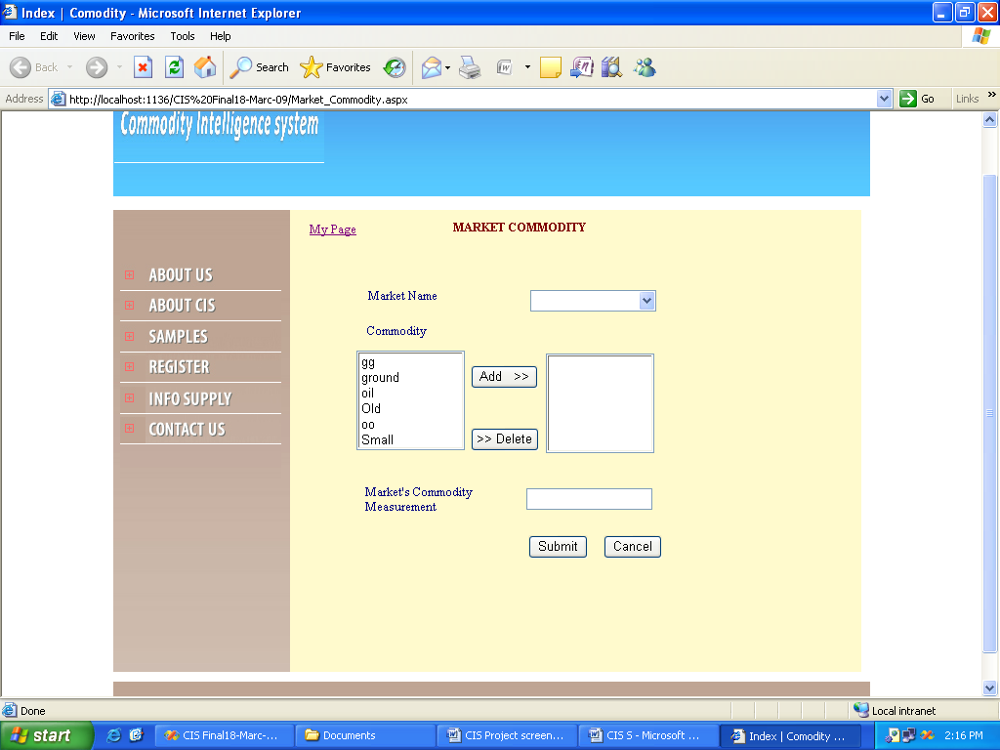 Index | Comodity - Microsoft Internet Explorer
File Edit View Favorites Tools Help
Back Search Favorites
Address http://localhost:1136/CIS%20Final18-Marc-09/Market_Commodity.aspx Go Links »
Commodity Intelligence system
My Page MARKET COMMODITY
ABOUT US
ABOUT CIS
SAMPLES
REGISTER
INFO SUPPLY
CONTACT US
Market Name
Commodity
gg
ground
oil
Old
oo
Small
Add >>
>> Delete
Market's Commodity
Measurement
Submit Cancel
Done Local intranet
start CIS Final18-Marc-... Documents CIS Project screen... CIS S - Microsoft ... Index | Comodity ... 2:16 PM